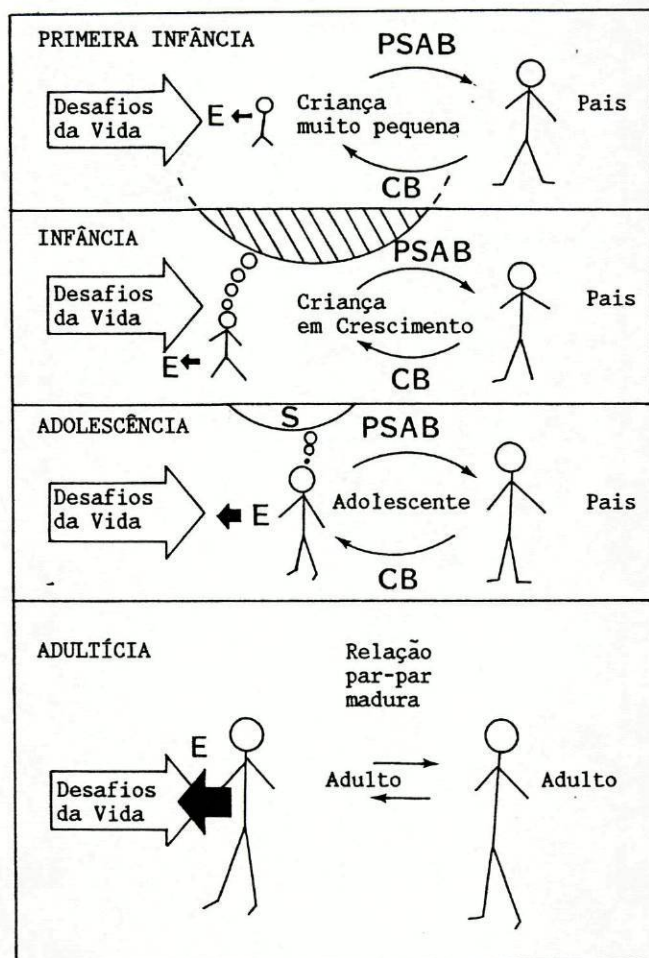 PRIMEIRA INFÂNCIA
PSAB
Desafios
da Vida
E
Criança
muito pequena
Pais
CB
INFÂNCIA
PSAB
Desafios
da Vida
Criança
em Crescimento
Pais
E
CB
S
ADOLESCÊNCIA
PSAB
Desafios
da Vida
E
Adolescente
Pais
CB
ADULTÍCIA
Relação
par-par
madura
E
Desafios
da Vida
Adulto
Adulto